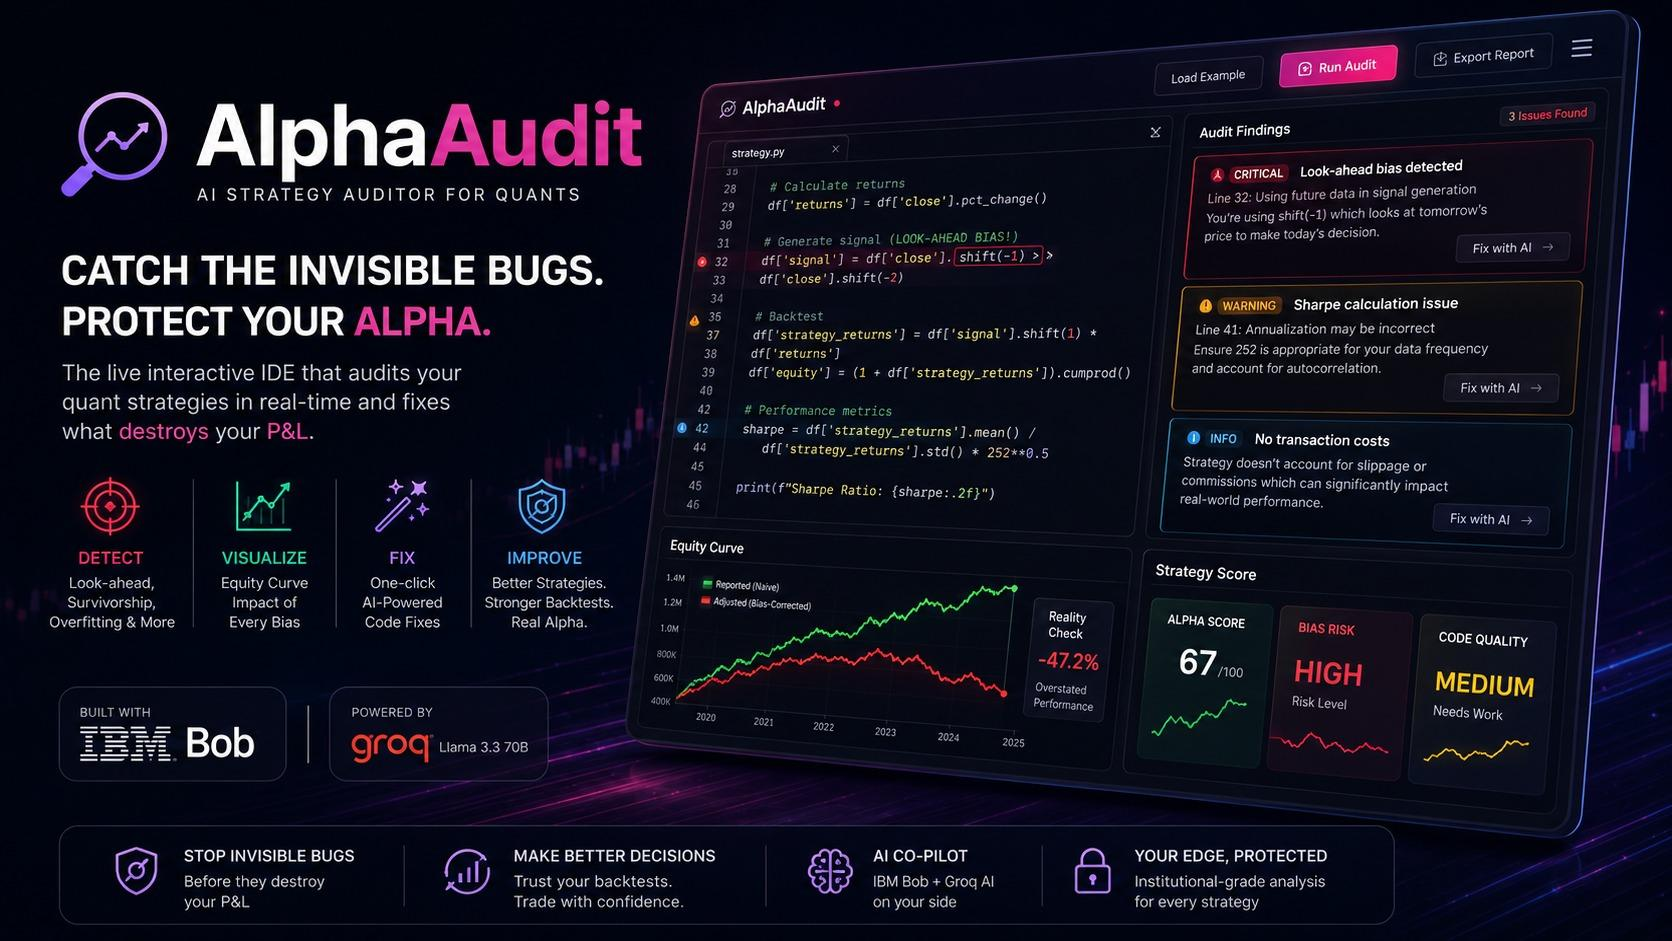 AlphaAudit
AI STRATEGY AUDITOR FOR QUANTS
CATCH THE INVISIBLE BUGS.
PROTECT YOUR ALPHA.
The live interactive IDE that audits your
quant strategies in real-time and fixes
what destroys your P&L.
DETECT
Look-ahead,
Survivorship,
Overfitting & More
VISUALIZE
Equity Curve
Impact of
Every Bias
FIX
One-click
AI-Powered
Code Fixes
IMPROVE
Better Strategies.
Stronger Backtests.
Real Alpha.
BUILT WITH
IBM Bob
POWERED BY
groq Llama 3.3 70B
AlphaAudit
Load Example
Run Audit
Export Report
strategy.py
28 # Calculate returns
29 df['returns'] = df['close'].pct_change()
30
31 # Generate signal (LOOK-AHEAD BIAS!)
32 df['signal'] = df['close'].shift(-1) > >
33 df['close'].shift(-2)
34
35 # Backtest
37 df['strategy_returns'] = df['signal'].shift(1) *
38 df['returns']
39 df['equity'] = (1 + df['strategy_returns']).cumprod()
40
42 # Performance metrics
42 sharpe = df['strategy_returns'].mean() /
44 df['strategy_returns'].std() * 252**0.5
45
45 print(f"Sharpe Ratio: {sharpe:.2f}")
46
Audit Findings
3 Issues Found
CRITICAL Look-ahead bias detected
Line 32: Using future data in signal generation
You're using shift(-1) which looks at tomorrow's
price to make today's decision.
Fix with AI →
WARNING Sharpe calculation issue
Line 41: Annualization may be incorrect
Ensure 252 is appropriate for your data frequency
and account for autocorrelation.
Fix with AI →
INFO No transaction costs
Strategy doesn't account for slippage or
commissions which can significantly impact
real-world performance.
Fix with AI →
Equity Curve
Reported (Naive)
Adjusted (Bias-Corrected)
1.4M
1.2M
1.0M
800K
600K
400K
2020 2021 2022 2023 2024 2025
Reality
Check
-47.2%
Overstated
Performance
Strategy Score
ALPHA SCORE
67/100
BIAS RISK
HIGH
Risk Level
CODE QUALITY
MEDIUM
Needs Work
STOP INVISIBLE BUGS
Before they destroy
your P&L
MAKE BETTER DECISIONS
Trust your backtests.
Trade with confidence.
AI CO-PILOT
IBM Bob + Groq AI
on your side
YOUR EDGE, PROTECTED
Institutional-grade analysis
for every strategy